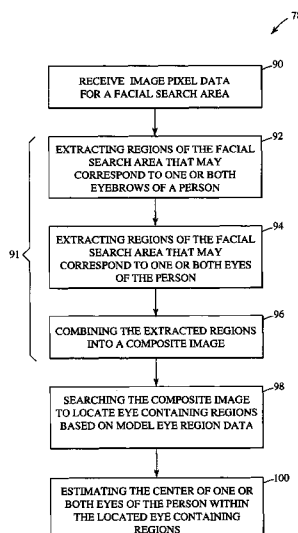 78
90
RECEIVE IMAGE PIXEL DATA
FOR A FACIAL SEARCH AREA
92
EXTRACTING REGIONS OF THE FACIAL
SEARCH AREA THAT MAY
CORRESPOND TO ONE OR BOTH
EYEBROWS OF A PERSON
91
94
EXTRACTING REGIONS OF THE FACIAL
SEARCH AREA THAT MAY
CORRESPOND TO ONE OR BOTH EYES
OF THE PERSON
96
COMBINING THE EXTRACTED REGIONS
INTO A COMPOSITE IMAGE
98
SEARCHING THE COMPOSITE IMAGE
TO LOCATE EYE CONTAINING REGIONS
BASED ON MODEL EYE REGION DATA
100
ESTIMATING THE CENTER OF ONE OR
BOTH EYES OF THE PERSON WITHIN
THE LOCATED EYE CONTAINING
REGIONS